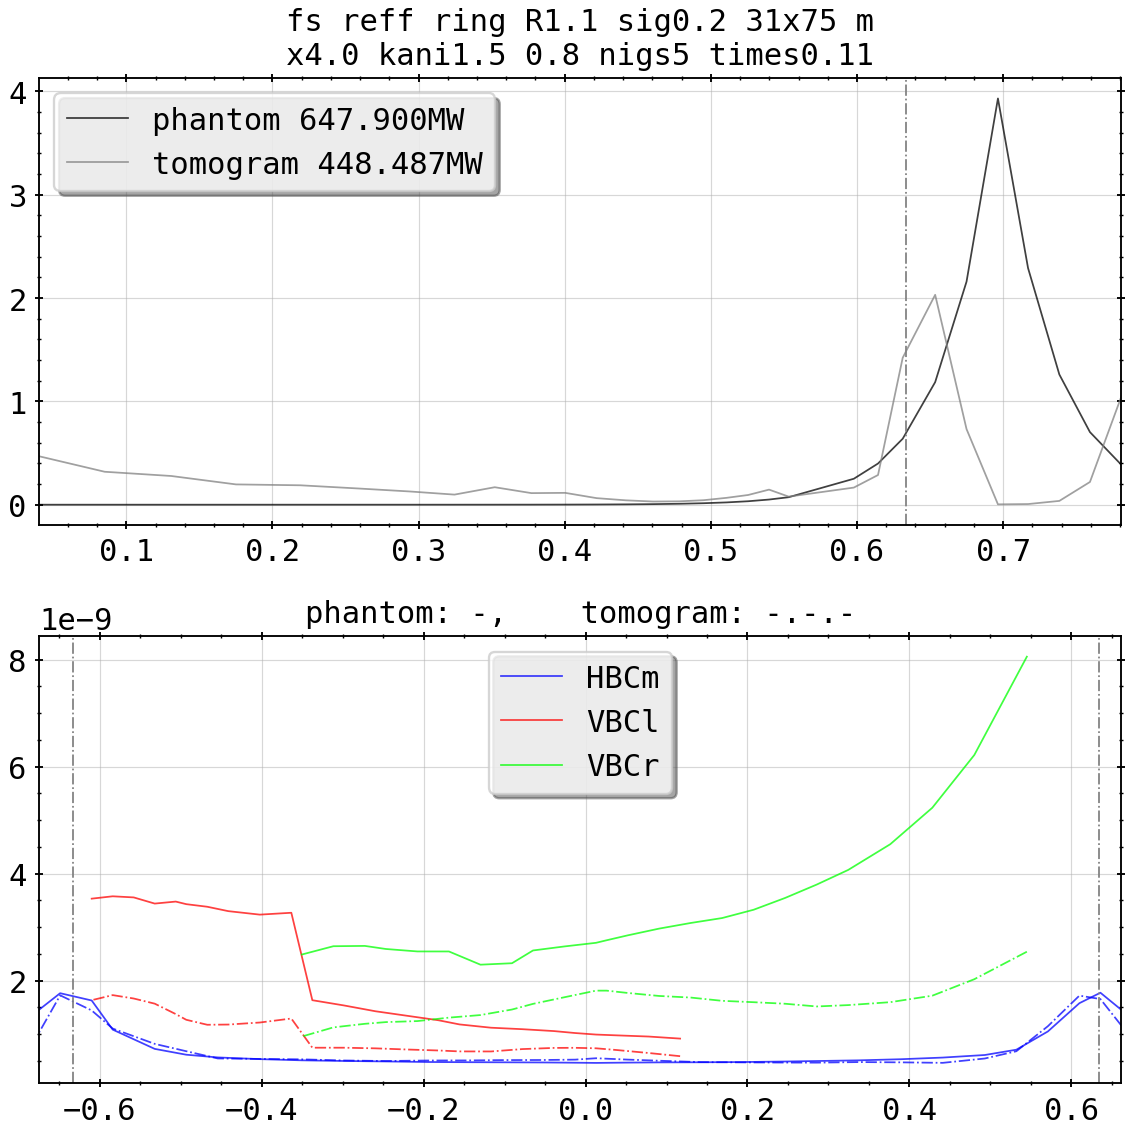 fs reff ring R1.1 sig0.2 31x75 m
x4.0 kani1.5 0.8 nigs5 times0.11
4
phantom 647.900MW
tomogram 448.487MW
3
2
1
0
0.1 0.2 0.3 0.4 0.5 0.6 0.7
1e−9 phantom: -, tomogram: -.-.-
8
HBCm
VBCl
VBCr
6
4
2
−0.6 −0.4 −0.2 0.0 0.2 0.4 0.6